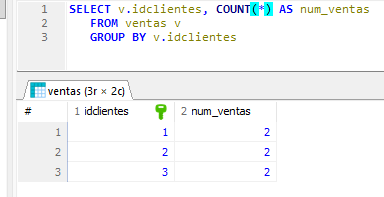 1 SELECT v.idclientes, COUNT(*) AS num_ventas
2 FROM ventas v
3 GROUP BY v.idclientes
ventas (3r × 2c)
# 1 idclientes 2 num_ventas
1 1 2
2 2 2
3 3 2